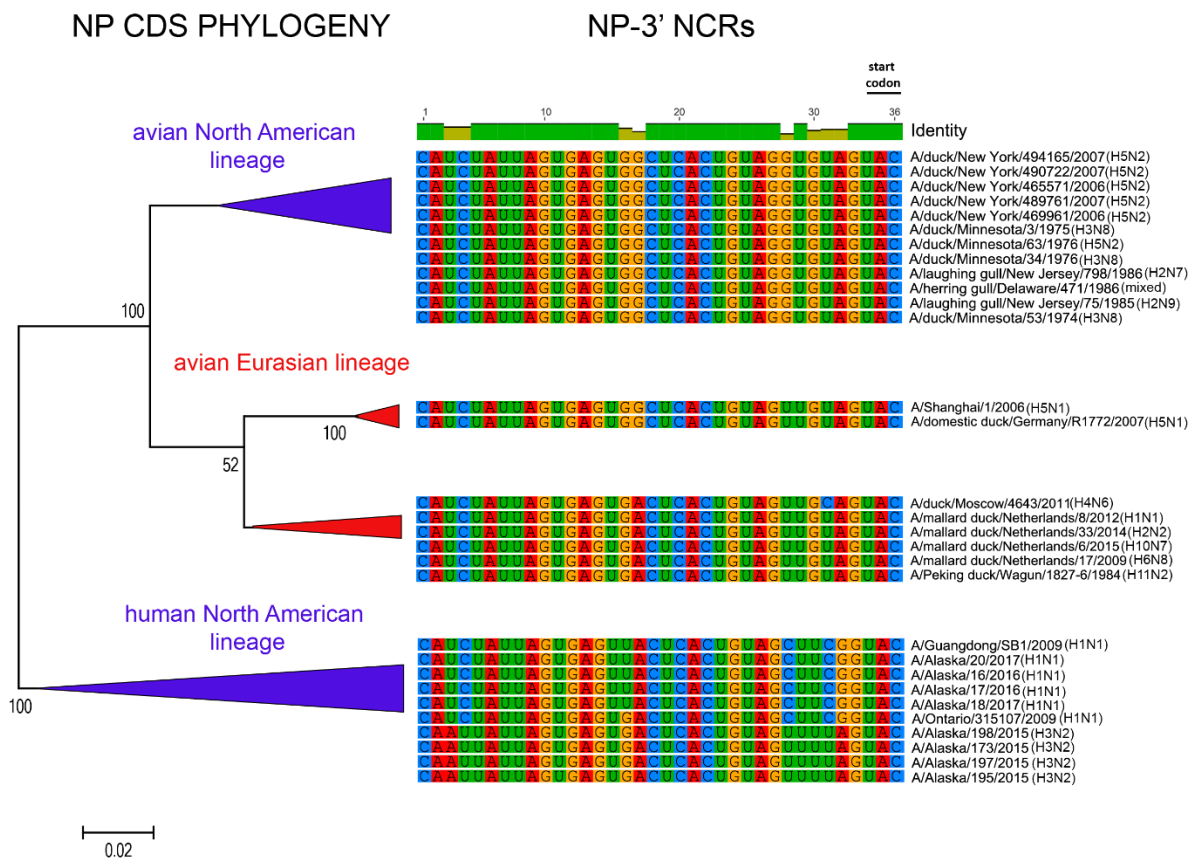 NP CDS PHYLOGENY
NP-3' NCRs
start
codon
1 10 20 30 36
Identity
avian North American
lineage
CAUCUAUUAGUGAGUGGCUCACUGUAGGUGUAGUAC A/duck/New York/494165/2007(H5N2)
CAUCUAUUAGUGAGUGGCUCACUGUAGGUGUAGUAC A/duck/New York/490722/2007(H5N2)
CAUCUAUUAGUGAGUGGCUCACUGUAGGUGUAGUAC A/duck/New York/465571/2006(H5N2)
CAUCUAUUAGUGAGUGGCUCACUGUAGGUGUAGUAC A/duck/New York/489761/2007(H5N2)
CAUCUAUUAGUGAGUGGCUCACUGUAGGUGUAGUAC A/duck/New York/469961/2006(H5N2)
CAUCUAUUAGUGAGUGGCUCACUGUAGGUGUAGUAC A/duck/Minnesota/3/1975(H3N8)
CAUCUAUUAGUGAGUGGCUCACUGUAGGUGUAGUAC A/duck/Minnesota/63/1976(H5N2)
CAUCUAUUAGUGAGUGGCUCACUGUAGGUGUAGUAC A/duck/Minnesota/34/1976(H3N8)
CAUCUAUUAGUGAGUGGCUCACUGUAGGUGUAGUAC A/laughing gull/New Jersey/798/1986(H2N7)
CAUCUAUUAGUGAGUGGCUCACUGUAGGUGUAGUAC A/herring gull/Delaware/471/1986(mixed)
CAUCUAUUAGUGAGUGGCUCACUGUAGGUGUAGUAC A/laughing gull/New Jersey/75/1985(H2N9)
CAUCUAUUAGUGAGUGGCUCACUGUAGGUGUAGUAC A/duck/Minnesota/53/1974(H3N8)
100
avian Eurasian lineage
CAUCUAUUAGUGAGUGGCUCACUGUAGUUGUAGUAC A/Shanghai/1/2006(H5N1)
CAUCUAUUAGUGAGUGGCUCACUGUAGUUGUAGUAC A/domestic duck/Germany/R1772/2007(H5N1)
100
52
CAUCUAUUAGUGAGUGACUCACUGUAGUUGCAGUAC A/duck/Moscow/4643/2011(H4N6)
CAUCUAUUAGUGAGUGACUCACUGUAGUUGUAGUAC A/mallard duck/Netherlands/8/2012(H1N1)
CAUCUAUUAGUGAGUGACUCACUGUAGUUGUAGUAC A/mallard duck/Netherlands/33/2014(H2N2)
CAUCUAUUAGUGAGUGACUCACUGUAGUUGUAGUAC A/mallard duck/Netherlands/6/2015(H10N7)
CAUCUAUUAGUGAGUGACUCACUGUAGUUGUAGUAC A/mallard duck/Netherlands/17/2009(H6N8)
CAUCUAUUAGUGAGUGACUCACUGUAGUUGUAGUAC A/Peking duck/Wagun/1827-6/1984(H11N2)
human North American
lineage
CAUCUAUUAGUGAGUUACUCACUGUAGCUUCGGUAC A/Guangdong/SB1/2009(H1N1)
CAUCUAUUAGUGAGUUACUCACUGUAGCUUCGGUAC A/Alaska/20/2017(H1N1)
CAUCUAUUAGUGAGUUACUCACUGUAGCUUCGGUAC A/Alaska/16/2016(H1N1)
CAUCUAUUAGUGAGUUACUCACUGUAGCUUCGGUAC A/Alaska/17/2016(H1N1)
CAUCUAUUAGUGAGUUACUCACUGUAGCUUCGGUAC A/Alaska/18/2017(H1N1)
CAUCUAUUAGUGAGUGACUCACUGUAGCUUCGGUAC A/Ontario/315107/2009(H1N1)
CAAUUAUUAGUGAGUGACUCACUGUAGUUUUAGUAC A/Alaska/198/2015(H3N2)
CAAUUAUUAGUGAGUGACUCACUGUAGUUUUAGUAC A/Alaska/173/2015(H3N2)
CAAUUAUUAGUGAGUGACUCACUGUAGUUUUAGUAC A/Alaska/197/2015(H3N2)
CAAUUAUUAGUGAGUGACUCACUGUAGUUUUAGUAC A/Alaska/195/2015(H3N2)
100
0.02